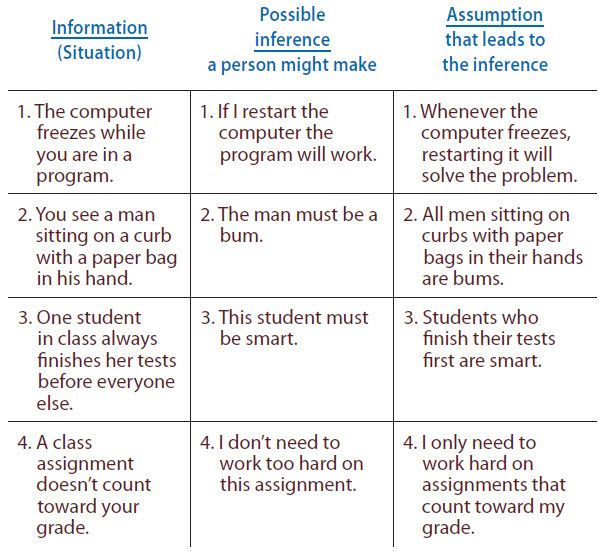 Information
(Situation)
Possible
inference
a person might make
Assumption
that leads to
the inference
1. The computer
freezes while
you are in a
program.
1. If I restart the
computer the
program will work.
1. Whenever the
computer freezes,
restarting it will
solve the problem.
2. You see a man
sitting on a curb
with a paper bag
in his hand.
2. The man must be a
bum.
2. All men sitting on
curbs with paper
bags in their hands
are bums.
3. One student
in class always
finishes her tests
before everyone
else.
3. This student must
be smart.
3. Students who
finish their tests
first are smart.
4. A class
assignment
doesn’t count
toward your
grade.
4. I don’t need to
work too hard on
this assignment.
4. I only need to
work hard on
assignments that
count toward my
grade.